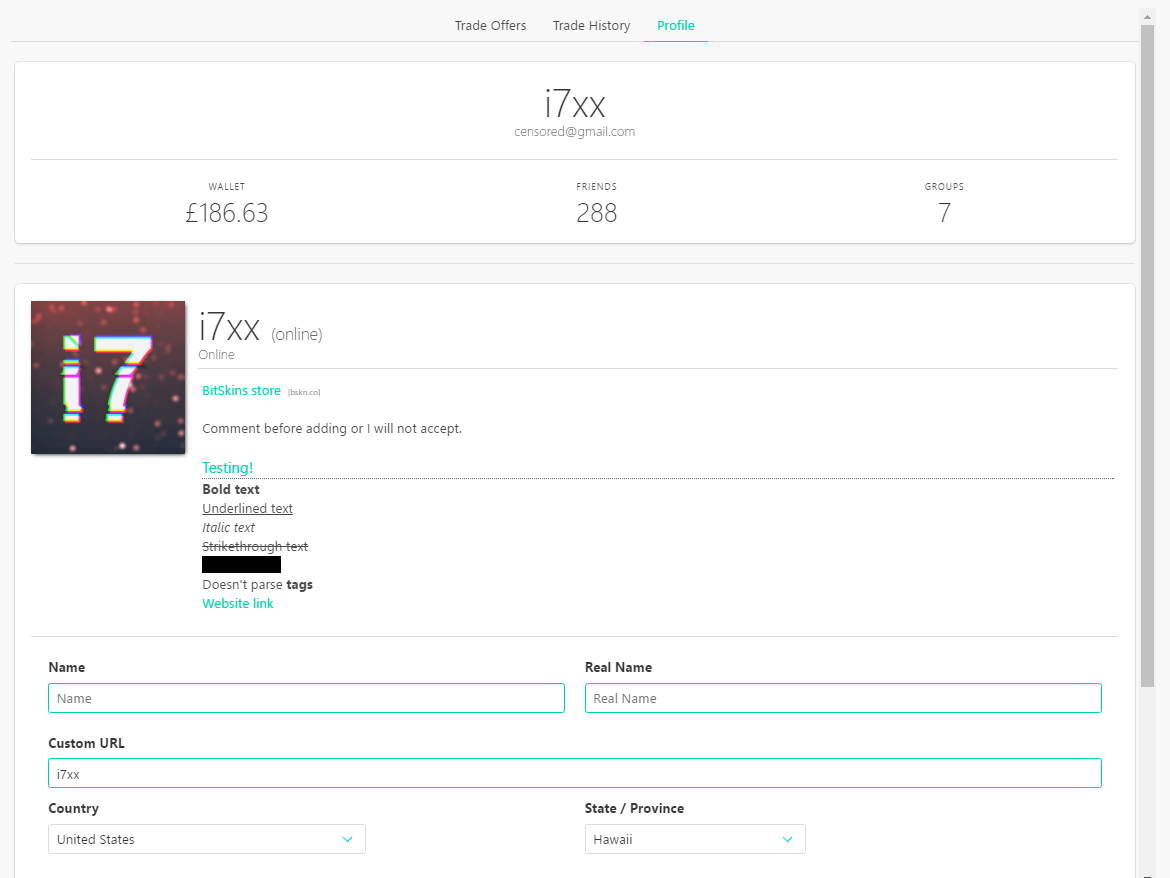 Trade Offers Trade History Profile
i7xx
censored@gmail.com
WALLET FRIENDS GROUPS
£186.63 288 7
i7
i7xx (online)
Online
BitSkins store [bskn.co]
Comment before adding or I will not accept.
Testing!
Bold text
Underlined text
Italic text
Strikethrough text
Doesn't parse tags
Website link
Name Real Name
Name Real Name
Custom URL
i7xx
Country State / Province
United States Hawaii